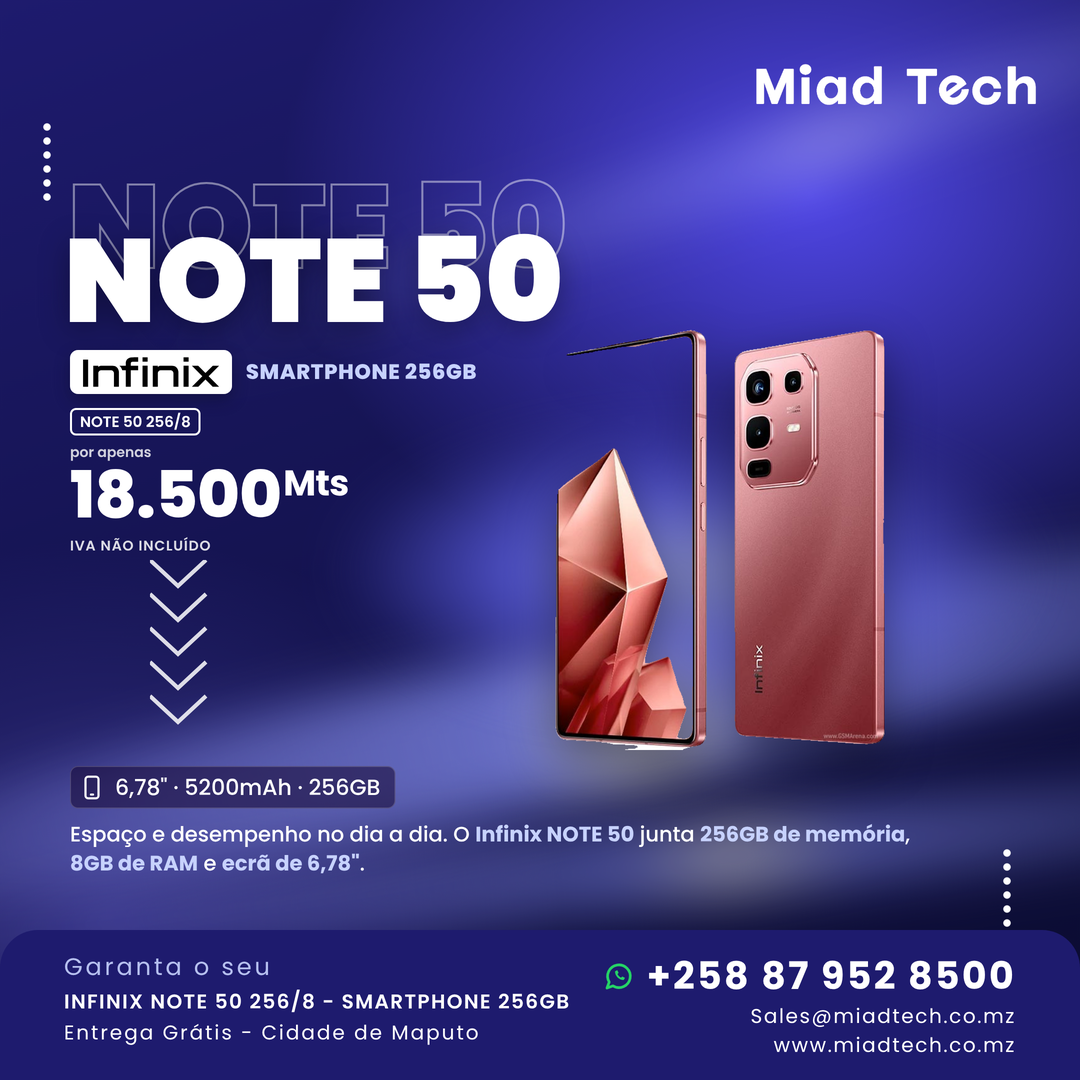 Miad Tech
NOTE 50
NOTE 50
Infinix SMARTPHONE 256GB
NOTE 50 256/8
por apenas
18.500Mts
IVA NÃO INCLUÍDO
Infinix
www.GSMArena.com
6,78" · 5200mAh · 256GB
Espaço e desempenho no dia a dia. O Infinix NOTE 50 junta 256GB de memória,
8GB de RAM e ecrã de 6,78".
Garanta o seu
INFINIX NOTE 50 256/8 - SMARTPHONE 256GB
Entrega Grátis - Cidade de Maputo
+258 87 952 8500
Sales@miadtech.co.mz
www.miadtech.co.mz